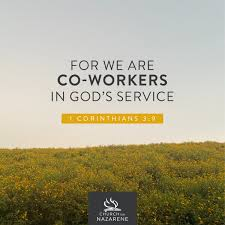 FOR WE ARE
CO-WORKERS
IN GOD'S SERVICE
1 CORINTHIANS 3:9
CHURCH OF THE
NAZARENE